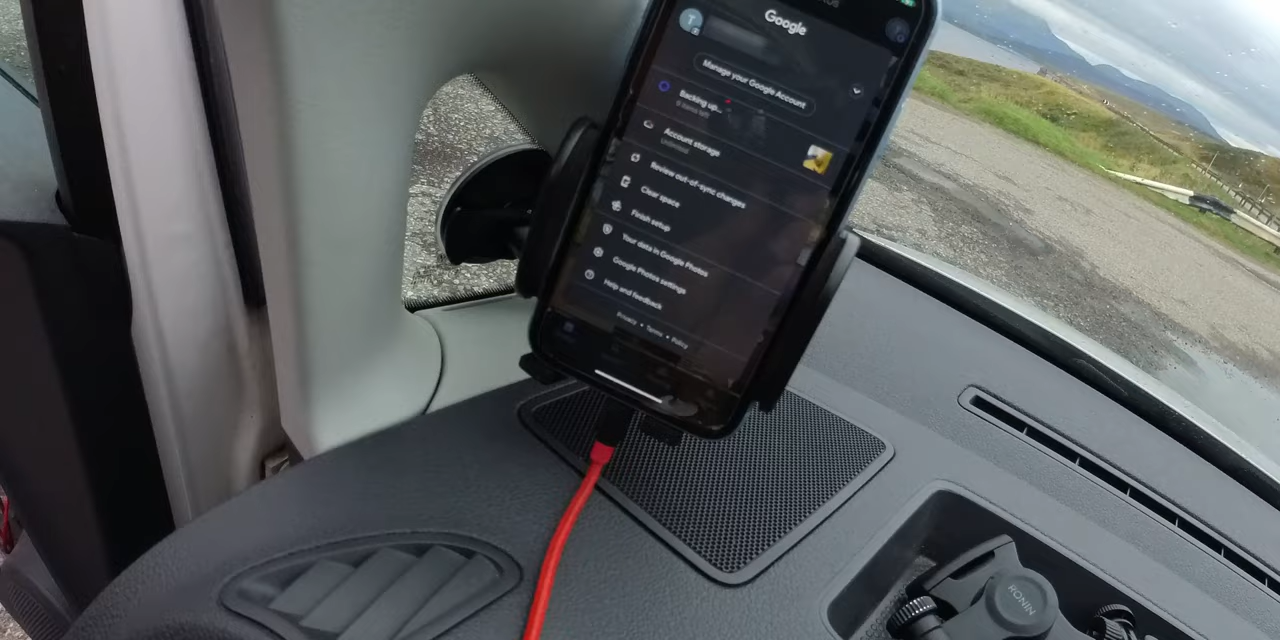 Google
T
Manage your Google Account
Backing up...
Account storage
Unlimited
Review out-of-sync changes
Clear space
Finish setup
Your data in Google Photos
Google Photos settings
Help and feedback
Privacy • Terms • Policy
RONIN